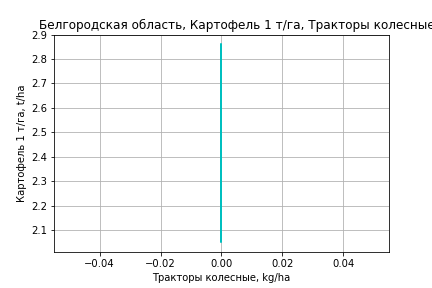 Белгородская область, Картофель 1 т/га, Тракторы колесные
2.9
2.8
2.7
2.6
2.5
2.4
2.3
2.2
2.1
Картофель 1 т/га, t/ha
−0.04 −0.02 0.00 0.02 0.04
Тракторы колесные, kg/ha